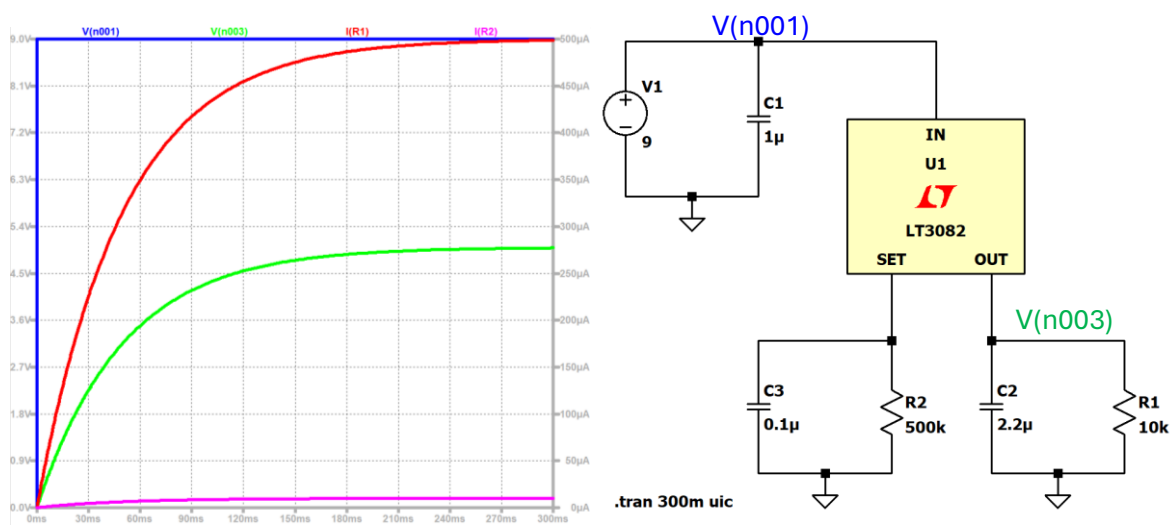 V(n001)
V(n003)
I(R1)
I(R2)
9.0V
8.1V
7.2V
6.3V
5.4V
4.5V
3.6V
2.7V
1.8V
0.9V
0.0V
500µA
450µA
400µA
350µA
300µA
250µA
200µA
150µA
100µA
50µA
0µA
0ms
30ms
60ms
90ms
120ms
150ms
180ms
210ms
240ms
270ms
300ms
V(n001)
V1
9
C1
1µ
IN
U1
LT3082
SET
OUT
V(n003)
C3
0.1µ
R2
500k
C2
2.2µ
R1
10k
.tran 300m uic